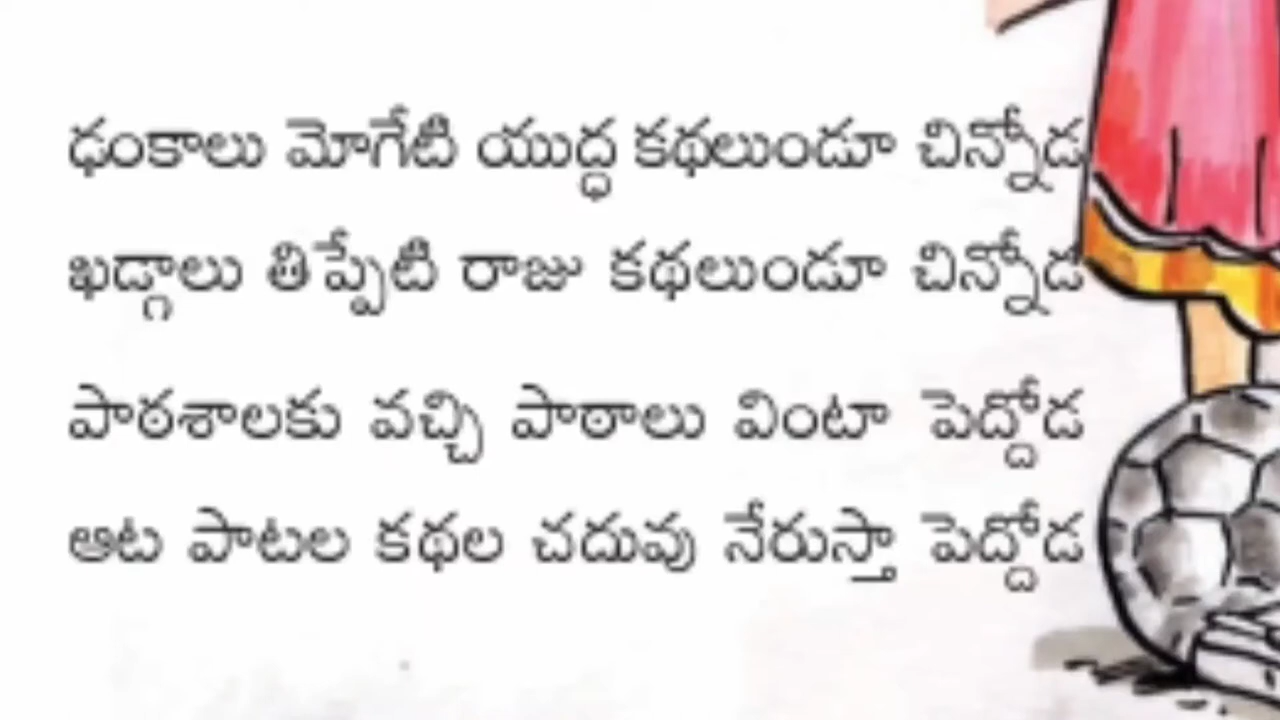 ఢంకాలు మోగేటి యుద్ధ కథలుండూ చిన్నోడ
ఖడ్గాలు తిప్పేటి రాజు కథలుండూ చిన్నోడ
పాఠశాలకు వచ్చి పాఠాలు వింటా పెద్దోడ
ఆట పాటల కథల చదువు నేరుస్తా పెద్దోడ